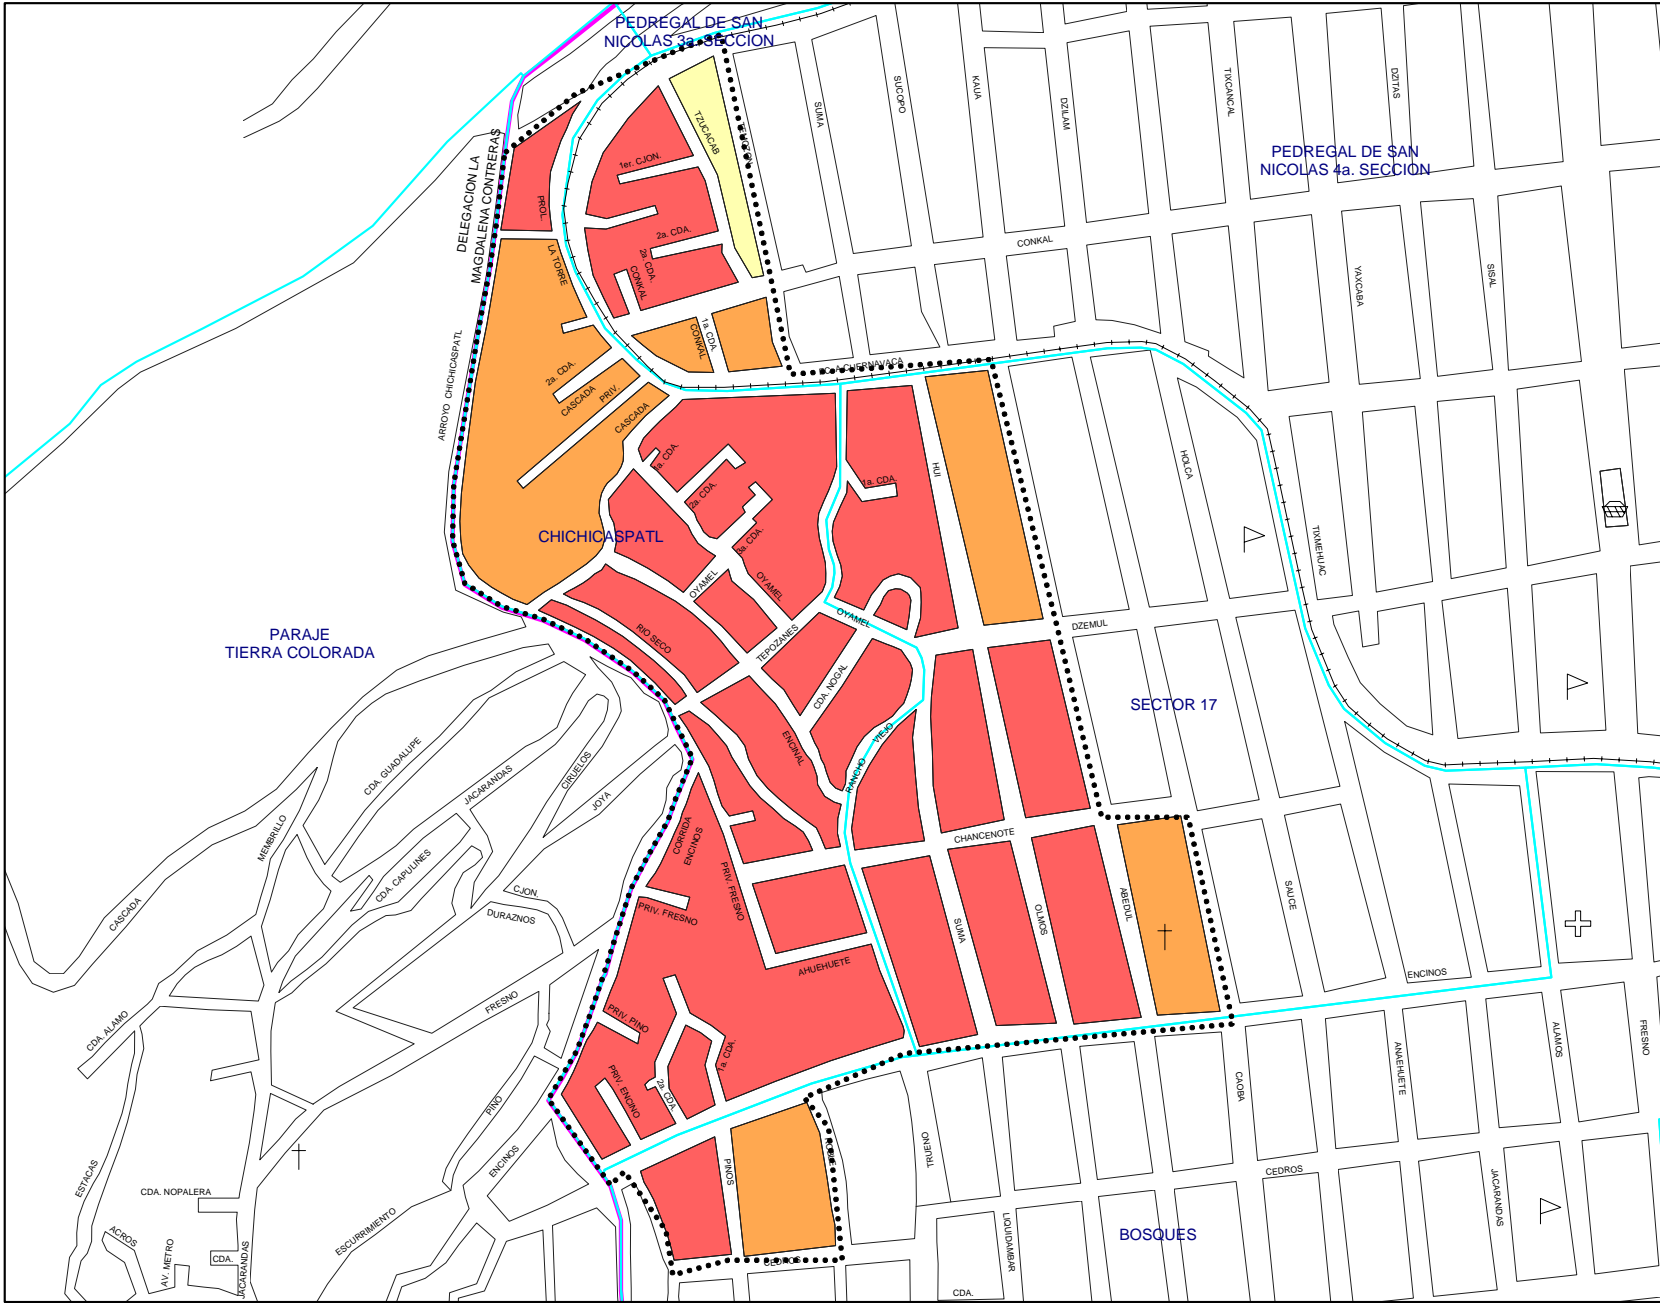 PEDREGAL DE SAN
NICOLAS 3a. SECCION
TZUCACAB
SUMA
SUCOPO
KAUA
DZILAM
TIXCANCAL
DZITAS
PEDREGAL DE SAN
NICOLAS 4a. SECCION
DELEGACION LA
MAGDALENA CONTRERAS
1er. CJON.
PROL.
2a. CDA.
2a. CDA.
CONKAL
LA TORRE
CONKAL
YAXCABA
SISAL
1a. CDA.
CONKAL
ARROYO CHICHICASPATL
A CUERNAVACA
2a. CDA.
CASCADA
PRIV.
CASCADA
1a. CDA.
2a. CDA.
3a. CDA.
1a. CDA.
HUI
HOLCA
TIXMEHUAC
CHICHICASPATL
OYAMEL
OYAMEL
OYAMEL
PARAJE
TIERRA COLORADA
RIO SECO
TEPOZANES
DZEMUL
CDA. NOGAL
SECTOR 17
ENCINAL
VIEJO
RANCHO
CDA. GUADALUPE
JACARANDAS
CIRUELOS
JOYA
MEMBRILLO
CORRIDA
ENCINOS
CHANCENOTE
CDA. CAPULINES
CJON.
DURAZNOS
CASCADA
PRIV. FRESNO
PRIV. FRESNO
SUMA
OLMOS
ABEDUL
SAUCE
AHUEHUETE
ENCINOS
FRESNO
CDA. ALAMO
PRIV. PINO
1a. CDA.
2a. CDA.
PRIV. ENCINO
ALAMOS
FRESNO
ANAEHUETE
CAOBA
PINO
ENCINOS
PINOS
TRUENO
CEDROS
JACARANDAS
ESTACAS
CDA. NOPALERA
ACROS
AV. METRO
CDA.
JACARANDAS
ESCURRIMIENTO
CEDROS
LIQUIDAMBAR
BOSQUES
CDA.